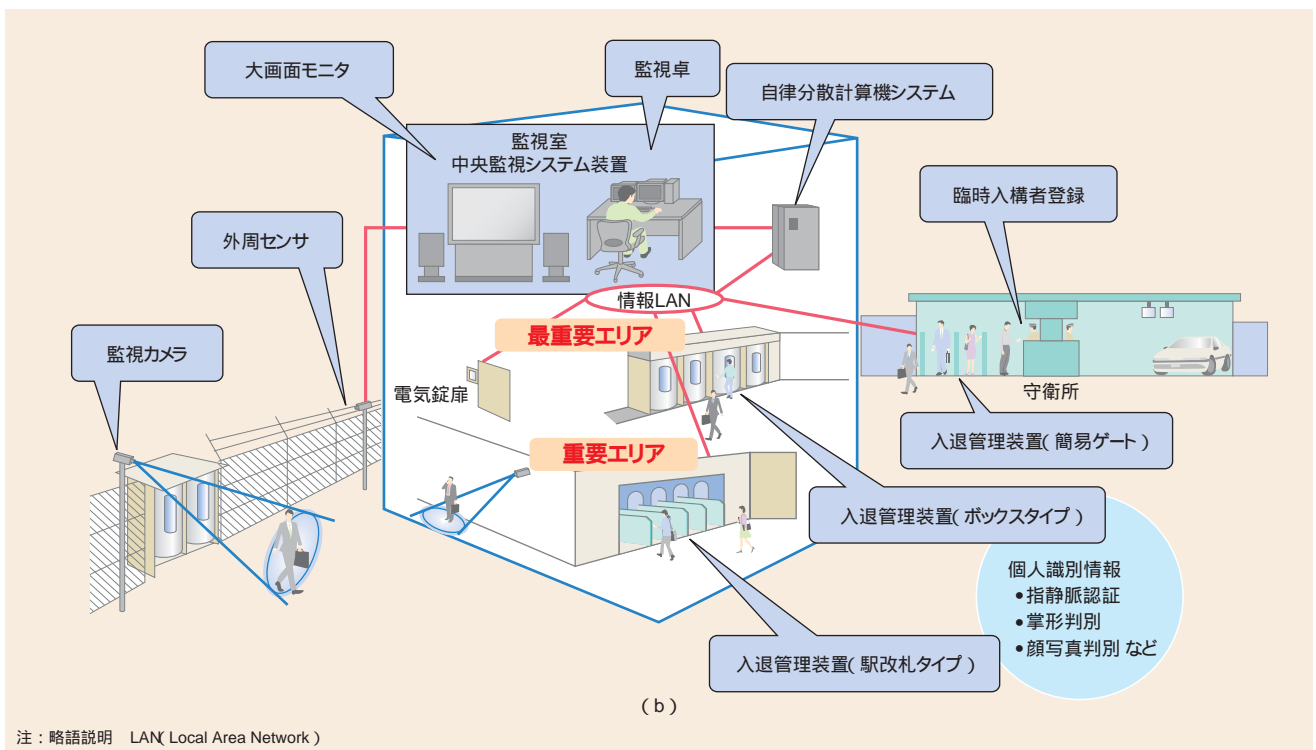 大画面モニタ
監視卓
自律分散計算機システム
監視室
中央監視システム装置
臨時入構者登録
外周センサ
情報LAN
最重要エリア
監視カメラ
電気錠扉
守衛所
入退管理装置(簡易ゲート)
重要エリア
入退管理装置(ボックスタイプ)
個人識別情報
•指静脈認証
•掌形判別
•顔写真判別 など
入退管理装置(駅改札タイプ)
(b)
注:略語説明 LAN(Local Area Network)